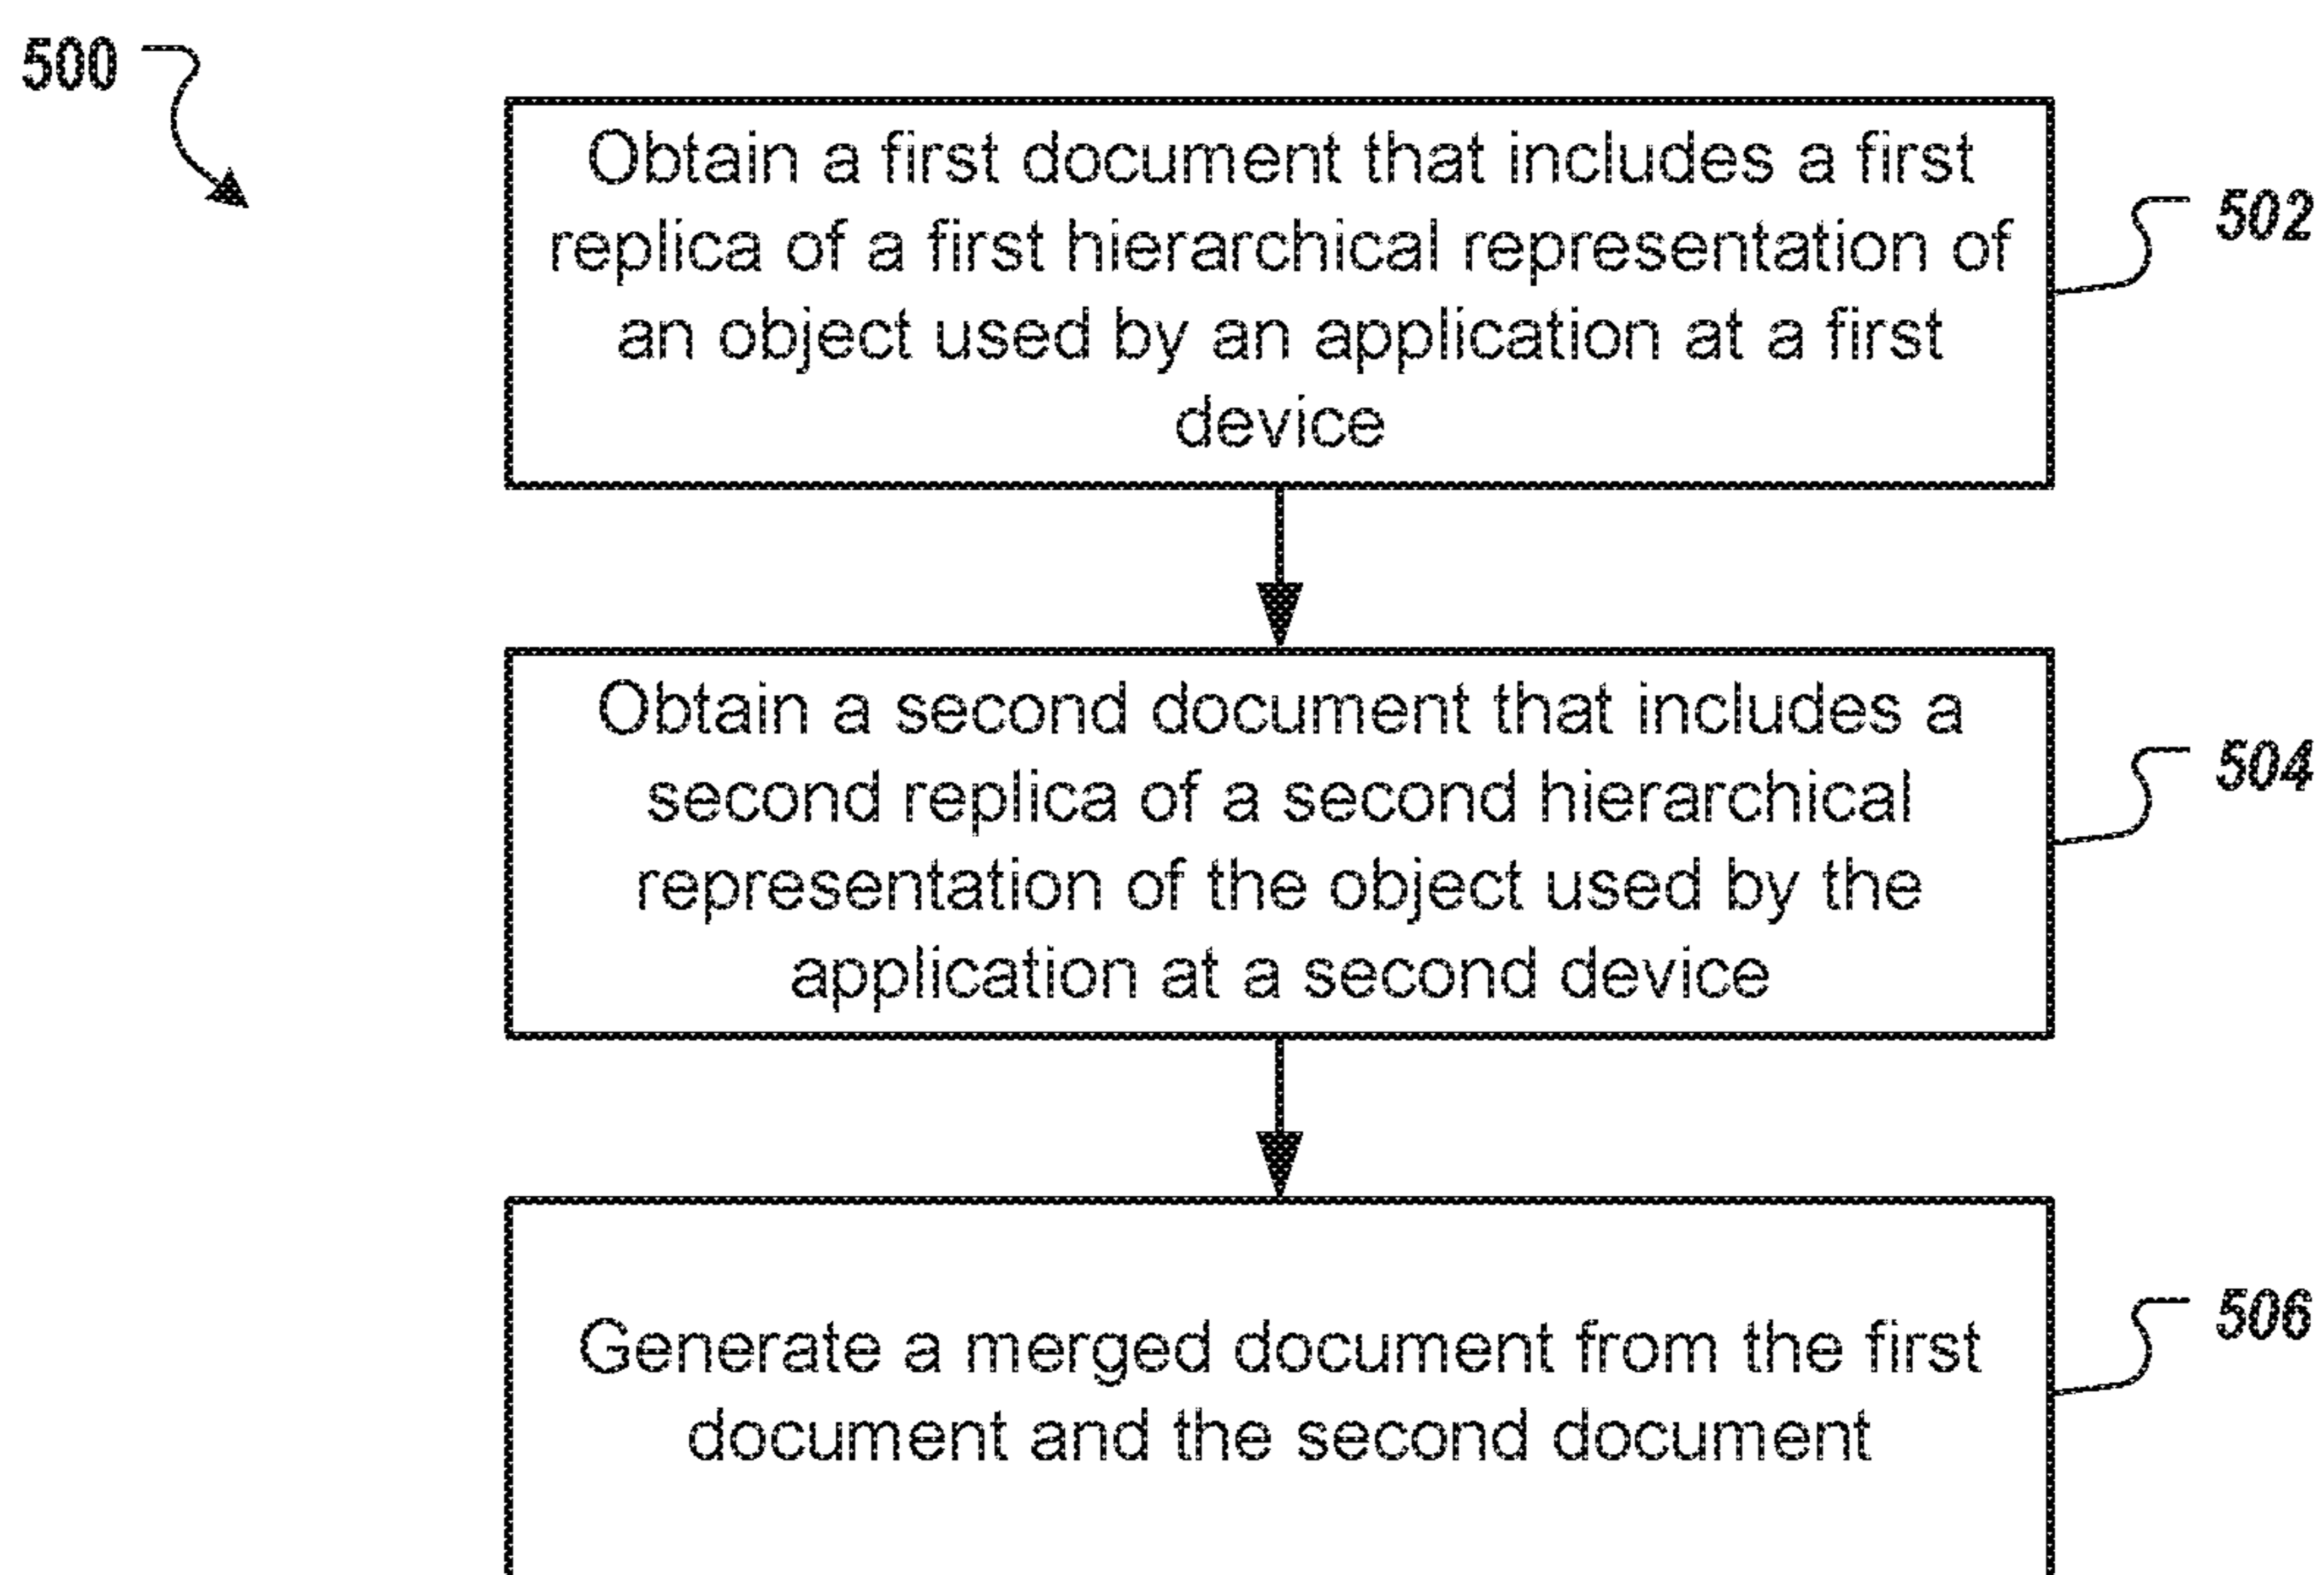 500
Obtain a first document that includes a first
replica of a first hierarchical representation of
an object used by an application at a first
device
502
Obtain a second document that includes a
second replica of a second hierarchical
representation of the object used by the
application at a second device
504
Generate a merged document from the first
document and the second document
506